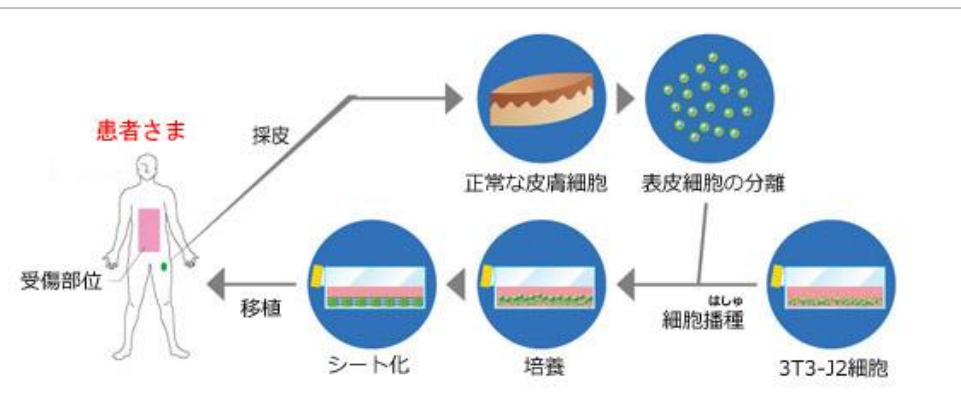 患者さま
採皮
正常な皮膚細胞
表皮細胞の分離
受傷部位
移植
シート化
培養
はしゅ
細胞播種
3T3-J2細胞